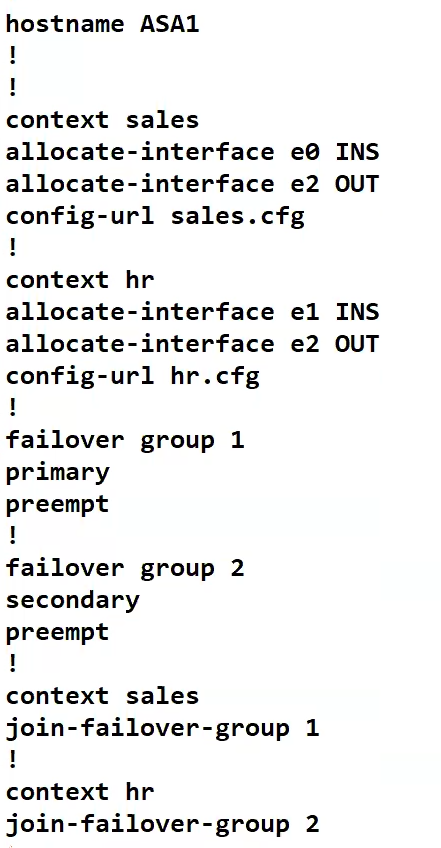 hostname ASA1
!
!
context sales
allocate-interface e0 INS
allocate-interface e2 OUT
config-url sales.cfg
!
context hr
allocate-interface e1 INS
allocate-interface e2 OUT
config-url hr.cfg
!
failover group 1
primary
preempt
!
failover group 2
secondary
preempt
!
context sales
join-failover-group 1
!
context hr
join-failover-group 2